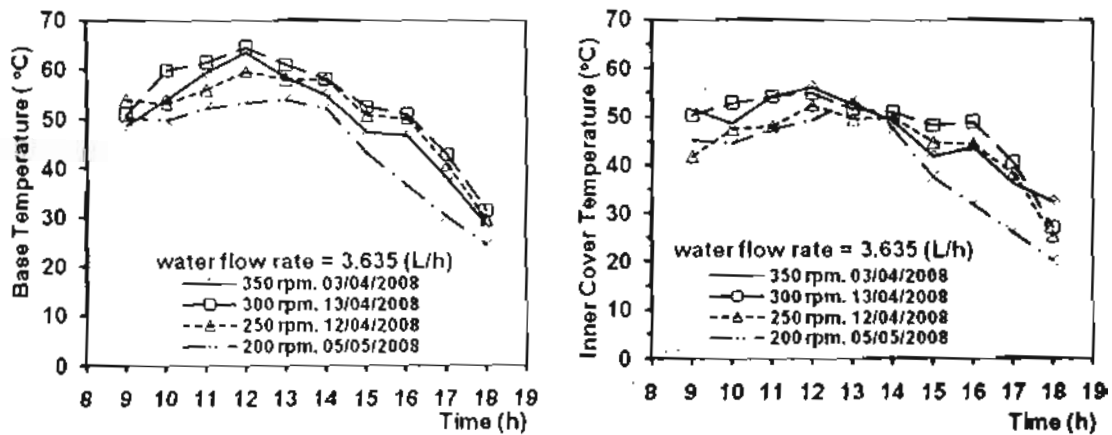 70
60
50
40
30
20
10
0
Base Temperature ( °C)
water flow rate = 3.635 (L/h)
350 rpm. 03/04/2008
300 rpm. 13/04/2008
250 rpm. 12/04/2008
200 rpm. 05/05/2008
8 9 10 11 12 13 14 15 16 17 18 19
Time (h)
70
60
50
40
30
20
10
0
Inner Cover Temperature (°C)
water flow rate = 3.635 (L/h)
350 rpm. 03/04/2008
300 rpm. 13/04/2008
250 rpm. 12/04/2008
200 rpm. 05/05/2008
8 9 10 11 12 13 14 15 16 17 18 19
Time (h)